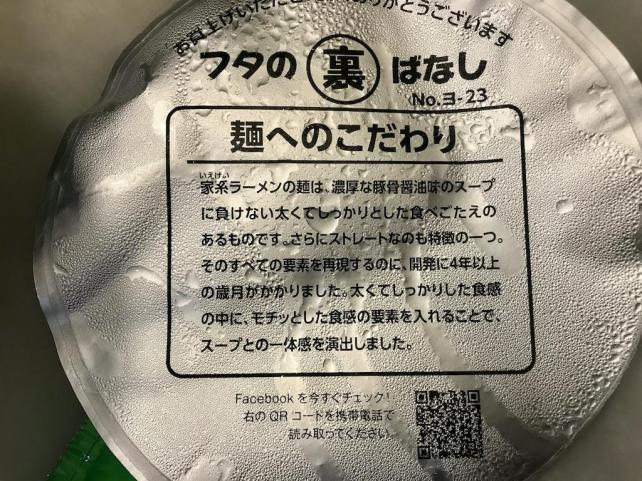 お買上げいただき ありがとうございます
フタの裏ばなし
No.ヨ-23
麺へのこだわり
いえけい
家系ラーメンの麺は、濃厚な豚骨醤油味のスープ
に負けない太くてしっかりとした食べごたえの
あるものです。さらにストレートなのも特徴の一つ。
そのすべての要素を再現するのに、開発に4年以上
の歳月がかかりました。太くてしっかりした食感
の中に、モチッとした食感の要素を入れることで、
スープとの一体感を演出しました。
Facebookを今すぐチェック!
右のQRコードを携帯電話で
読み取ってください。